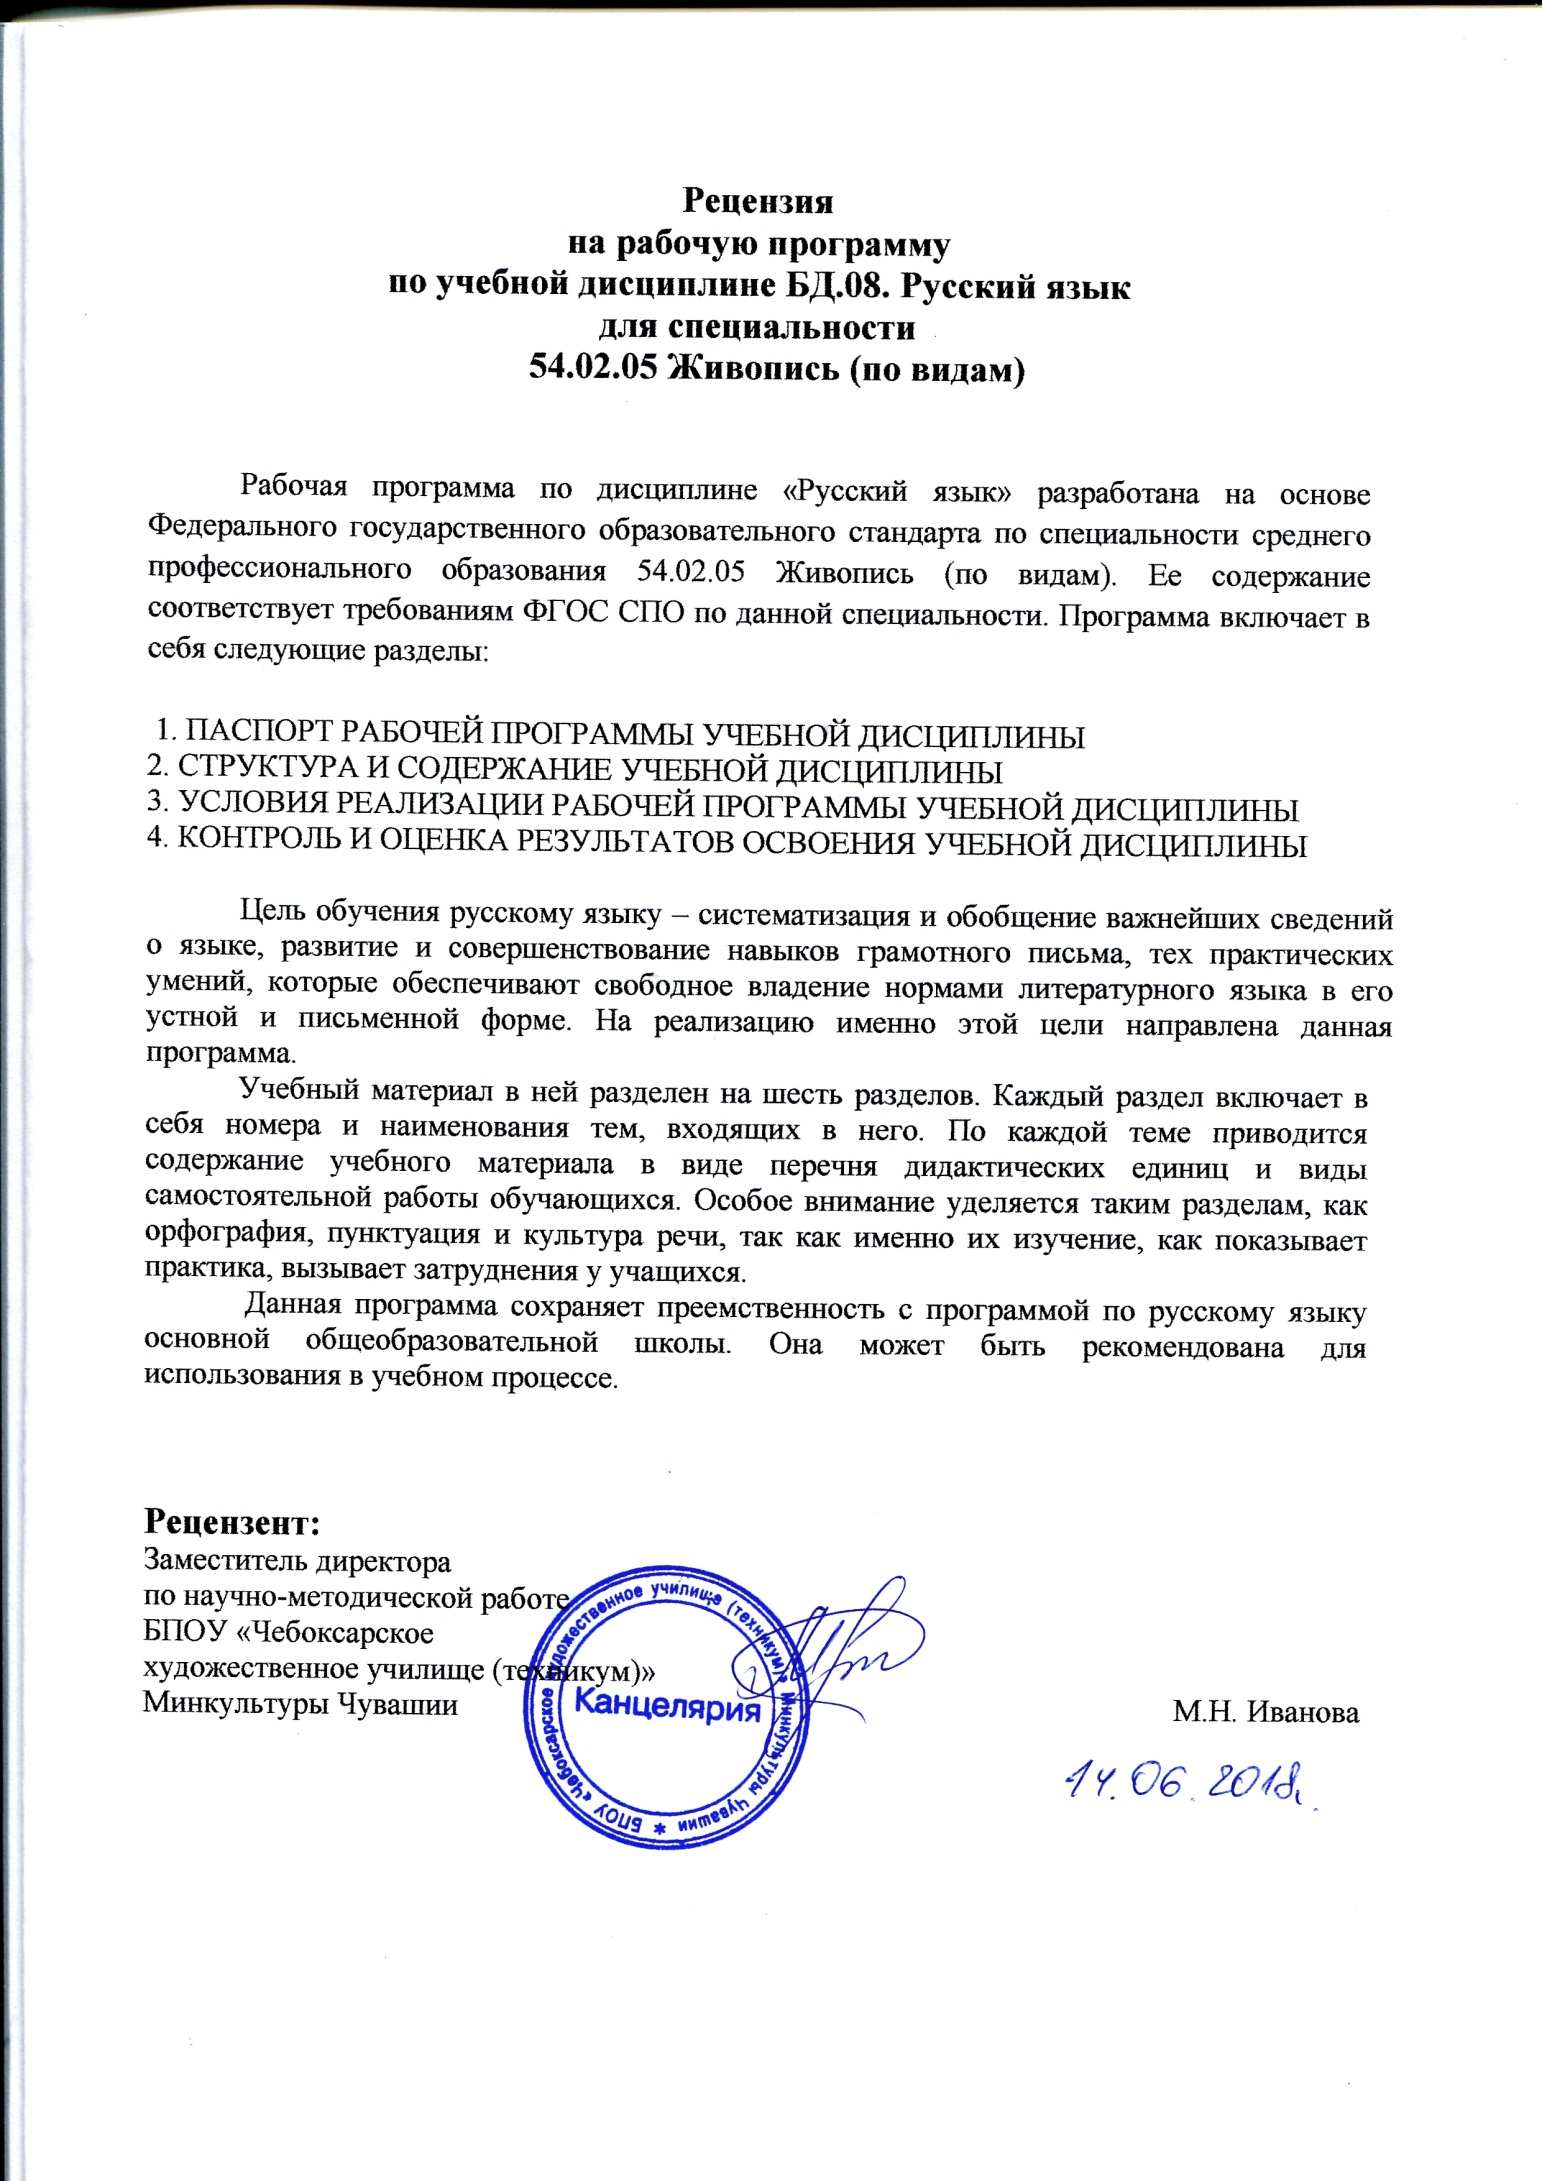 Рецензия
на рабочую программу
по учебной дисциплине БД.08. Русский язык
для специальности
54.02.05 Живопись (по видам)
Рабочая программа по дисциплине «Русский язык» разработана на основе
Федерального государственного образовательного стандарта по специальности среднего
профессионального образования 54.02.05 Живопись (по видам). Ее содержание
соответствует требованиям ФГОС СПО по данной специальности. Программа включает в
себя следующие разделы:
1. ПАСПОРТ РАБОЧЕЙ ПРОГРАММЫ УЧЕБНОЙ ДИСЦИПЛИНЫ
2. СТРУКТУРА И СОДЕРЖАНИЕ УЧЕБНОЙ ДИСЦИПЛИНЫ
3. УСЛОВИЯ РЕАЛИЗАЦИИ РАБОЧЕЙ ПРОГРАММЫ УЧЕБНОЙ ДИСЦИПЛИНЫ
4. КОНТРОЛЬ И ОЦЕНКА РЕЗУЛЬТАТОВ ОСВОЕНИЯ УЧЕБНОЙ ДИСЦИПЛИНЫ
Цель обучения русскому языку – систематизация и обобщение важнейших сведений
о языке, развитие и совершенствование навыков грамотного письма, тех практических
умений, которые обеспечивают свободное владение нормами литературного языка в его
устной и письменной форме. На реализацию именно этой цели направлена данная
программа.
Учебный материал в ней разделен на шесть разделов. Каждый раздел включает в
себя номера и наименования тем, входящих в него. По каждой теме приводится
содержание учебного материала в виде перечня дидактических единиц и виды
самостоятельной работы обучающихся. Особое внимание уделяется таким разделам, как
орфография, пунктуация и культура речи, так как именно их изучение, как показывает
практика, вызывает затруднения у учащихся.
Данная программа сохраняет преемственность с программой по русскому языку
основной общеобразовательной школы. Она может быть рекомендована для
использования в учебном процессе.
Рецензент:
Заместитель директора
по научно-методической работе
БПОУ «Чебоксарское
художественное училище (техникум)»
Минкультуры Чувашии
М.Н. Иванова
БПОУ «Чебоксарское художественное училище (техникум)» Минкультуры Чувашии *
Канцелярия
14.06.2018г.